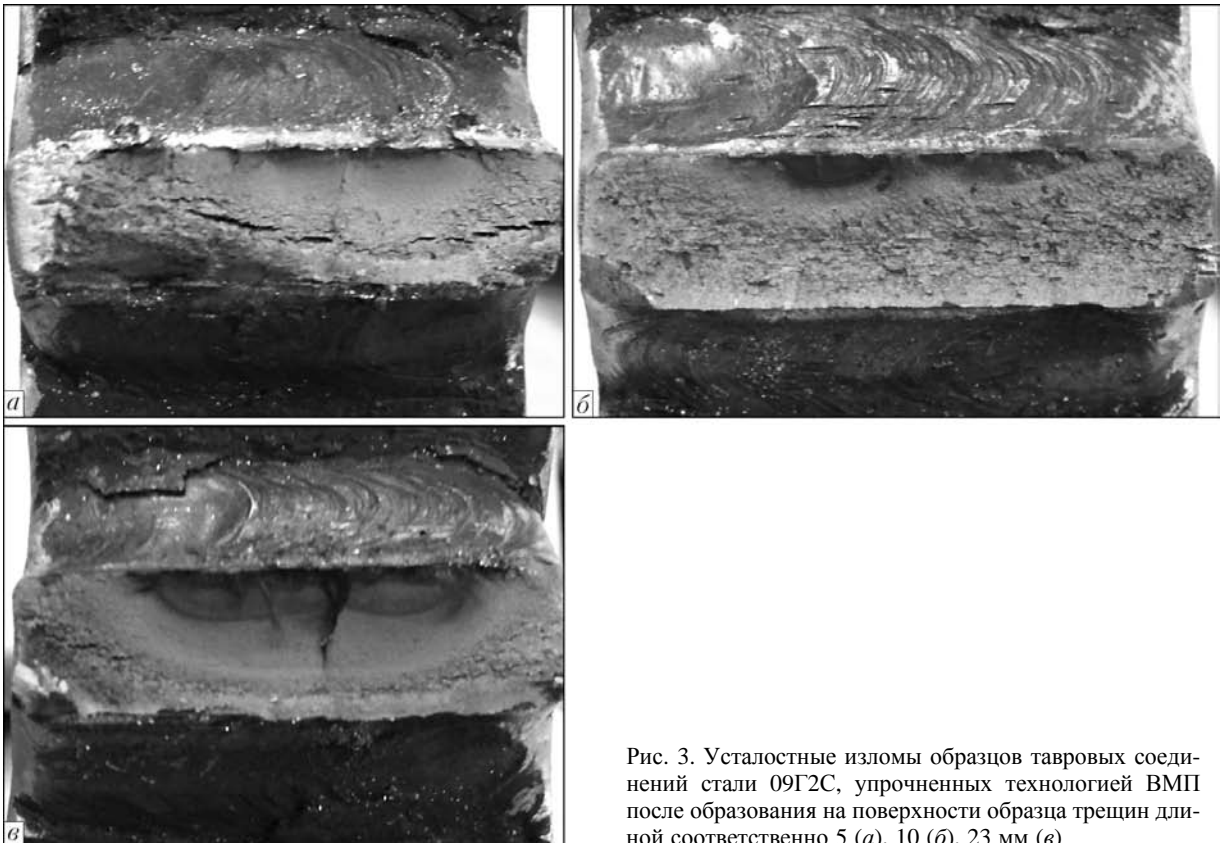 а
б
в
Рис. 3. Усталостные изломы образцов тавровых соеди-
нений стали 09Г2С, упрочненных технологией ВМП
после образования на поверхности образца трещин дли-
ной соответственно 5 (а), 10 (б), 23 мм (в)